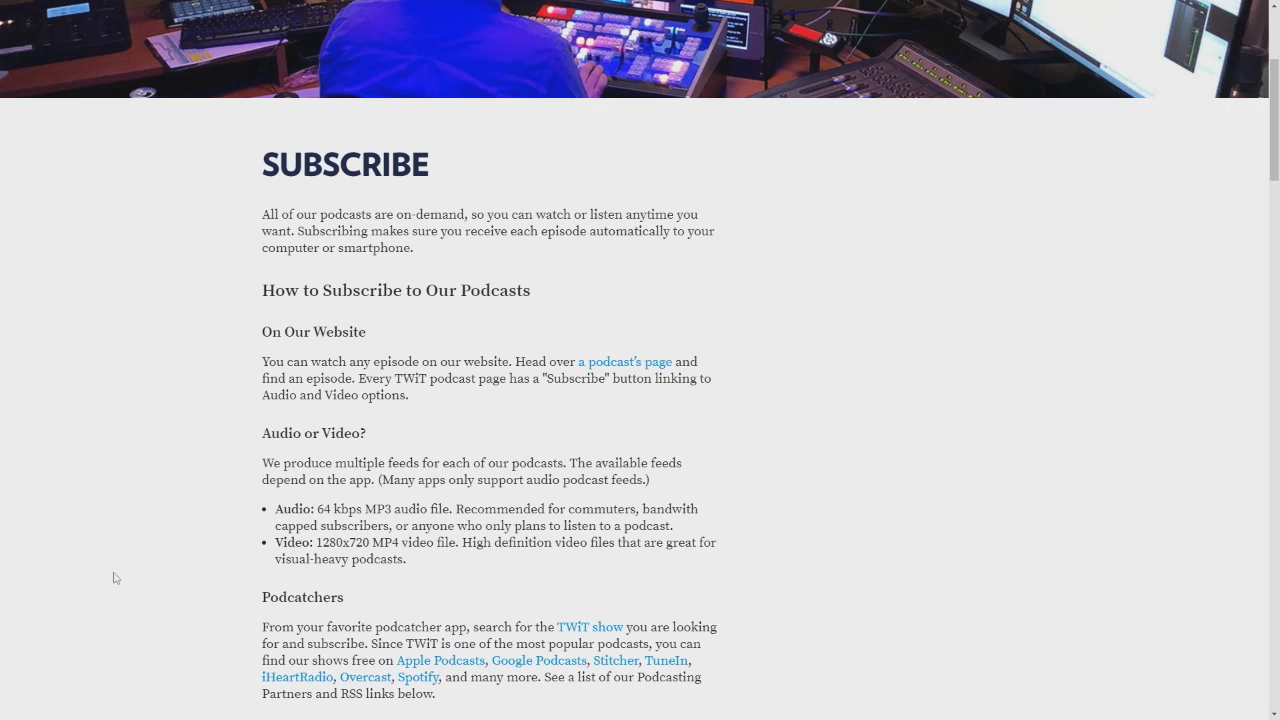 SUBSCRIBE
All of our podcasts are on-demand, so you can watch or listen anytime you
want. Subscribing makes sure you receive each episode automatically to your
computer or smartphone.
How to Subscribe to Our Podcasts
On Our Website
You can watch any episode on our website. Head over a podcast's page and
find an episode. Every TWiT podcast page has a "Subscribe" button linking to
Audio and Video options.
Audio or Video?
We produce multiple feeds for each of our podcasts. The available feeds
depend on the app. (Many apps only support audio podcast feeds.)
• Audio: 64 kbps MP3 audio file. Recommended for commuters, bandwith
capped subscribers, or anyone who only plans to listen to a podcast.
• Video: 1280x720 MP4 video file. High definition video files that are great for
visual-heavy podcasts.
Podcatchers
From your favorite podcatcher app, search for the TWiT show you are looking
for and subscribe. Since TWiT is one of the most popular podcasts, you can
find our shows free on Apple Podcasts, Google Podcasts, Stitcher, TuneIn,
iHeartRadio, Overcast, Spotify, and many more. See a list of our Podcasting
Partners and RSS links below.